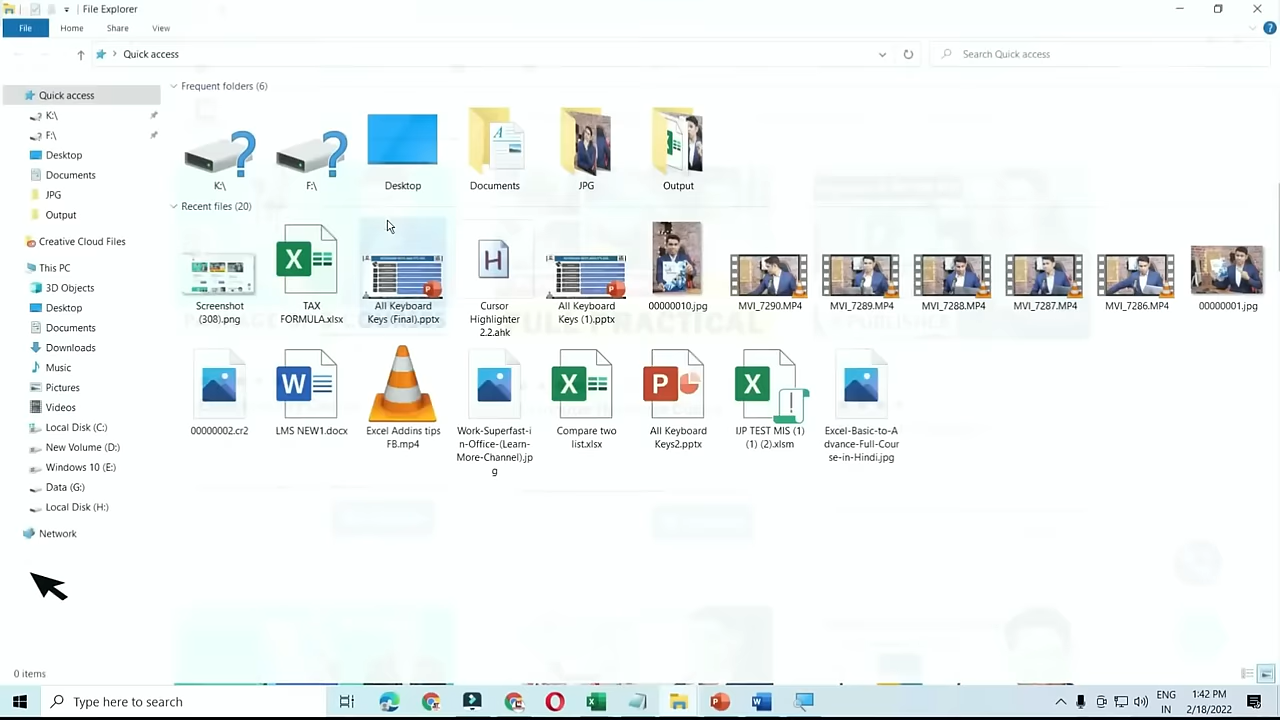 File Explorer
File
Home
Share
View
Quick access
Search Quick access
Quick access
K:\
F:\
Desktop
Documents
JPG
Output
Creative Cloud Files
This PC
3D Objects
Desktop
Documents
Downloads
Music
Pictures
Videos
Local Disk (C:)
New Volume (D:)
Windows 10 (E:)
Data (G:)
Local Disk (H:)
Network
Frequent folders (6)
K:\
F:\
Desktop
Documents
JPG
Output
Recent files (20)
Screenshot
(308).png
TAX
FORMULA.xlsx
All Keyboard
Keys (Final).pptx
Cursor
Highlighter
2.2.ahk
All Keyboard
Keys (1).pptx
00000010.jpg
MVI_7290.MP4
MVI_7289.MP4
MVI_7288.MP4
MVI_7287.MP4
MVI_7286.MP4
00000001.jpg
00000002.cr2
LMS NEW1.docx
Excel Addins tips
FB.mp4
Work-Superfast-i
n-Office-(Learn-
More-Channel).jp
g
Compare two
list.xlsx
All Keyboard
Keys2.pptx
IJP TEST MIS (1)
(1) (2).xlsm
Excel-Basic-to-A
dvance-Full-Cour
se-in-Hindi.jpg
0 items
Type here to search
ENG
IN
1:42 PM
2/18/2022